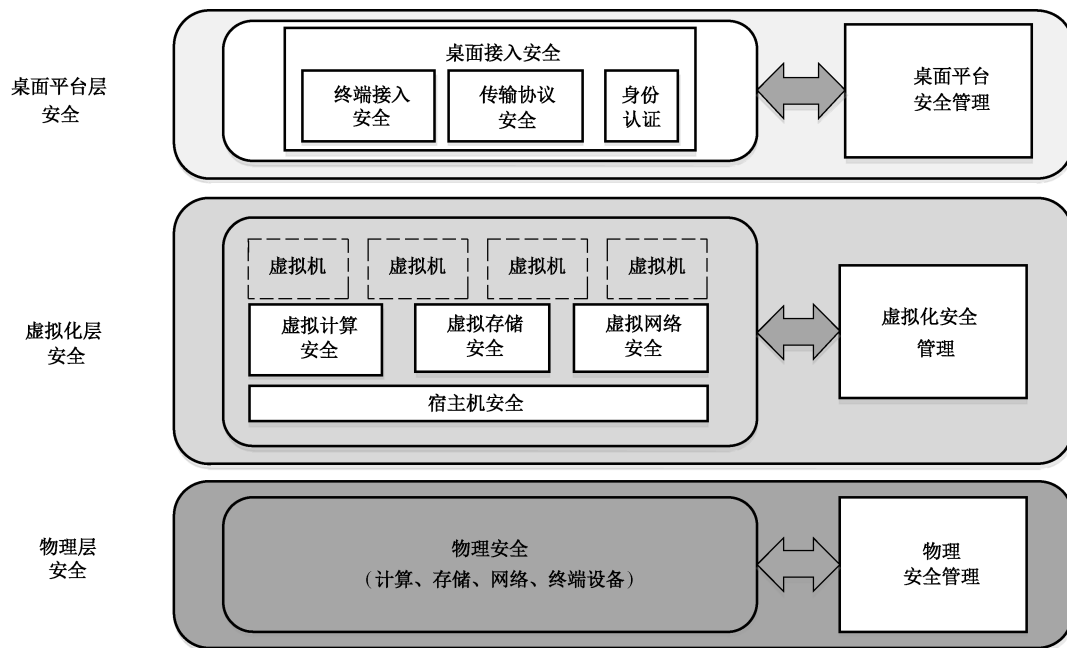 桌面平台层
安全
桌面接入安全
终端接入
安全
传输协议
安全
身份
认证
桌面平台
安全管理
虚拟化层
安全
虚拟机
虚拟机
虚拟机
虚拟机
虚拟计算
安全
虚拟存储
安全
虚拟网络
安全
宿主机安全
虚拟化安全
管理
物理层
安全
物理安全
（计算、存储、网络、终端设备）
物理
安全管理